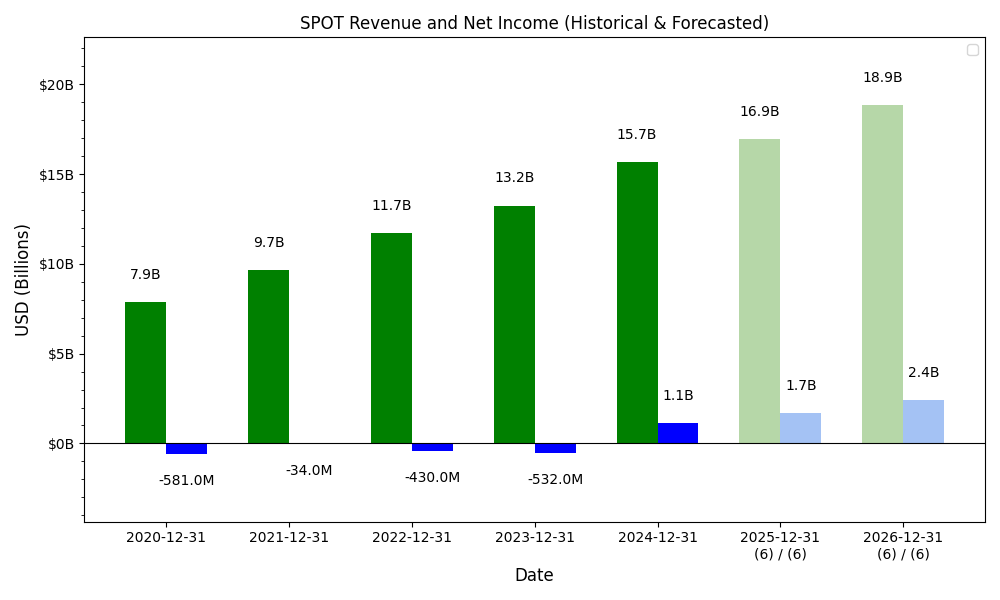 SPOT Revenue and Net Income (Historical & Forecasted)
USD (Billions)
$20B
$15B
$10B
$5B
$0B
7.9B
-581.0M
9.7B
-34.0M
11.7B
-430.0M
13.2B
-532.0M
15.7B
1.1B
16.9B
1.7B
18.9B
2.4B
2020-12-31
2021-12-31
2022-12-31
2023-12-31
2024-12-31
2025-12-31
(6) / (6)
2026-12-31
(6) / (6)
Date